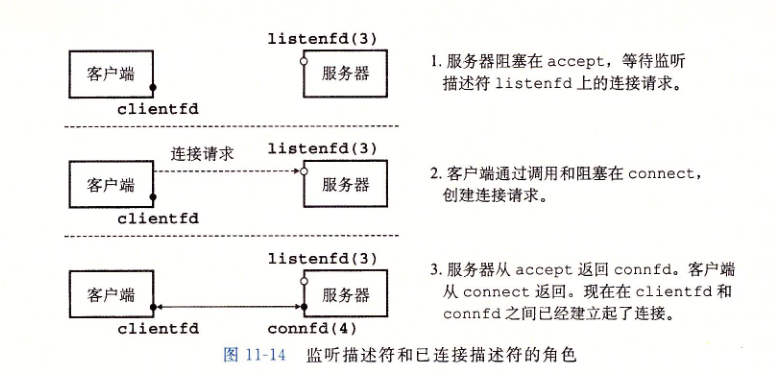 listenfd(3)
客户端
服务器
clientfd
1. 服务器阻塞在 accept，等待监听
描述符 listenfd 上的连接请求。
连接请求
listenfd(3)
客户端
服务器
clientfd
2. 客户端通过调用和阻塞在 connect，
创建连接请求。
listenfd(3)
客户端
服务器
clientfd
connfd(4)
3. 服务器从 accept 返回 connfd。客户端
从 connect 返回。现在在 clientfd 和
connfd 之间已经建立起了连接。
图 11-14 监听描述符和已连接描述符的角色